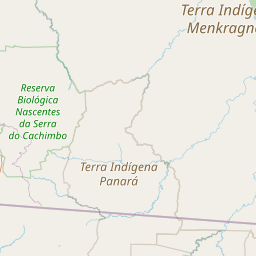 Terra Indíge
Menkragno
Reserva
Biológica
Nascentes
da Serra
do Cachimbo
Terra Indígena
Panará